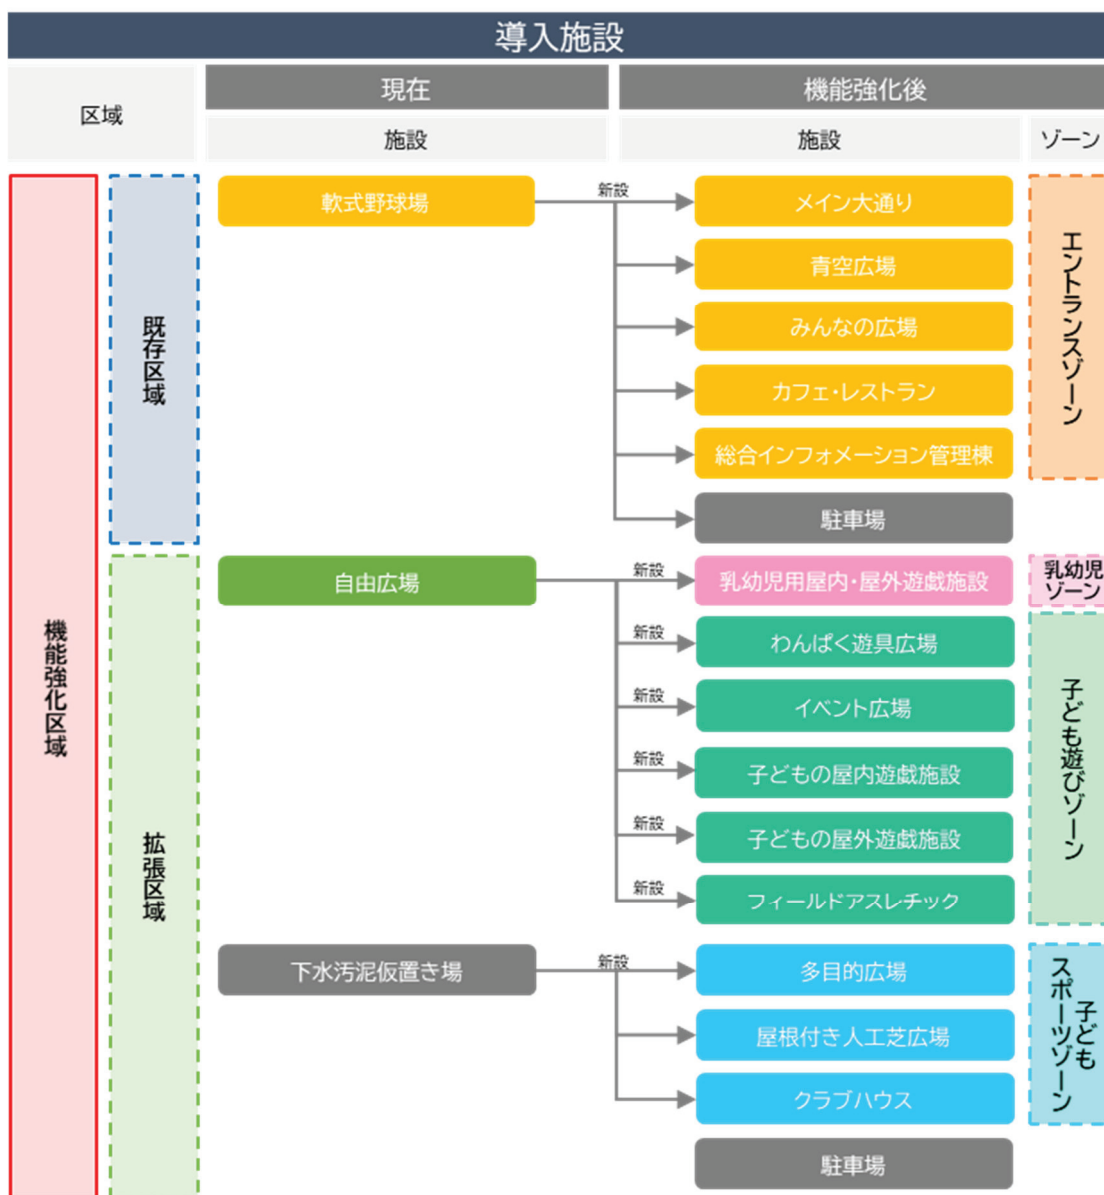 導入施設
区域
現在
機能強化後
施設
施設
ゾーン
機能強化区域
既存区域
軟式野球場
新設
メイン大通り
青空広場
みんなの広場
カフェ・レストラン
総合インフォメーション管理棟
駐車場
エントランスゾーン
拡張区域
自由広場
新設
乳幼児用屋内・屋外遊戯施設
乳幼児
ゾーン
新設
わんぱく遊具広場
新設
イベント広場
新設
子どもの屋内遊戯施設
新設
子どもの屋外遊戯施設
新設
フィールドアスレチック
子ども遊びゾーン
下水汚泥仮置き場
新設
多目的広場
屋根付き人工芝広場
クラブハウス
駐車場
子ども
スポーツゾーン